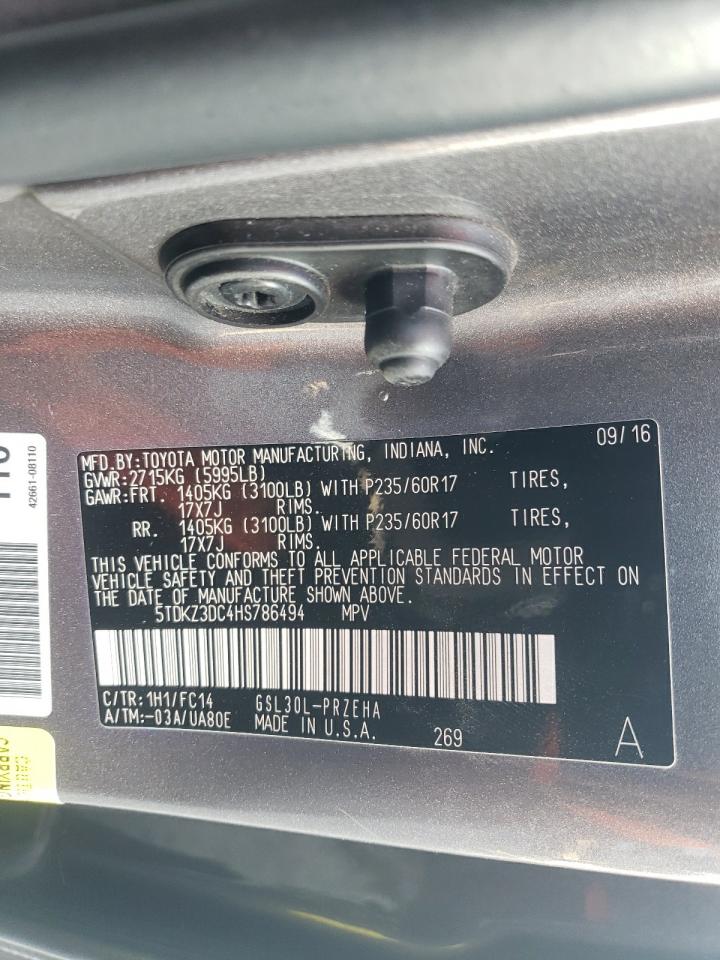 MFD.BY:TOYOTA MOTOR MANUFACTURING, INDIANA, INC. 09/16
GVWR:2715KG (5995LB)
GAWR:FRT. 1405KG (3100LB) WITH P235/60R17 TIRES,
17X7J RIMS.
RR. 1405KG (3100LB) WITH P235/60R17 TIRES,
17X7J RIMS.
THIS VEHICLE CONFORMS TO ALL APPLICABLE FEDERAL MOTOR
VEHICLE SAFETY AND THEFT PREVENTION STANDARDS IN EFFECT ON
THE DATE OF MANUFACTURE SHOWN ABOVE.
5TDKZ3DC4HS786494 MPV
C/TR:1H1/FC14 GSL30L-PRZEHA
A/TM:-03A/UA80E MADE IN U.S.A. 269 A
42661-08110